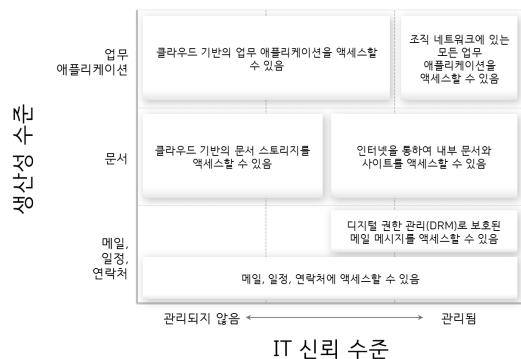 생산성 수준
업무
애플리케이션
클라우드 기반의 업무 애플리케이션을 액세스할
수 있음
조직 네트워크에 있는
모든 업무
애플리케이션을
액세스할 수 있음
문서
클라우드 기반의 문서 스토리지를
액세스할 수 있음
인터넷을 통하여 내부 문서와
사이트를 액세스할 수 있음
메일,
일정,
연락처
디지털 권한 관리(DRM)로 보호된
메일 메시지를 액세스할 수 있음
메일, 일정, 연락처에 액세스할 수 있음
관리되지 않음
관리됨
IT 신뢰 수준